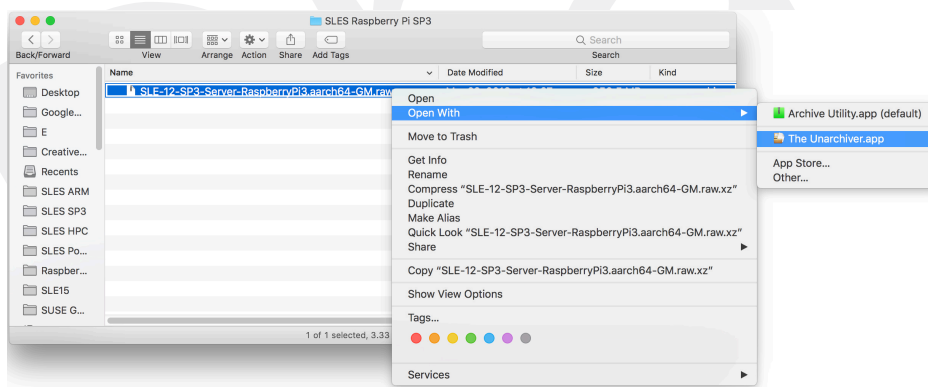 SLES Raspberry Pi SP3
Search
Back/Forward View Arrange Action Share Add Tags Search
Favorites
Desktop
Google...
E
Creative...
Recents
SLES ARM
SLES SP3
SLES HPC
SLES Po...
Raspber...
SLE15
SUSE G...
Name Date Modified Size Kind
SLE-12-SP3-Server-RaspberryPi3.aarch64-GM.raw
1 of 1 selected, 3.33
Open
Open With
Move to Trash
Get Info
Rename
Compress “SLE-12-SP3-Server-RaspberryPi3.aarch64-GM.raw.xz”
Duplicate
Make Alias
Quick Look “SLE-12-SP3-Server-RaspberryPi3.aarch64-GM.raw.xz”
Share
Copy “SLE-12-SP3-Server-RaspberryPi3.aarch64-GM.raw.xz”
Show View Options
Tags...
Services
Archive Utility.app (default)
The Unarchiver.app
App Store...
Other...